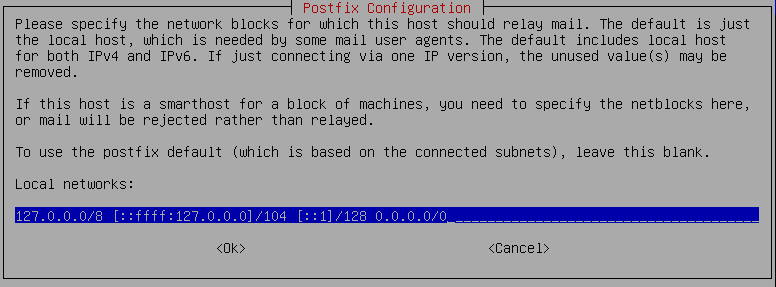 Postfix Configuration
Please specify the network blocks for which this host should relay mail. The default is just
the local host, which is needed by some mail user agents. The default includes local host
for both IPv4 and IPv6. If just connecting via one IP version, the unused value(s) may be
removed.
If this host is a smarthost for a block of machines, you need to specify the netblocks here,
or mail will be rejected rather than relayed.
To use the postfix default (which is based on the connected subnets), leave this blank.
Local networks:
127.0.0.0/8 [::ffff:127.0.0.0]/104 [::1]/128 0.0.0.0/0
<Ok> <Cancel>